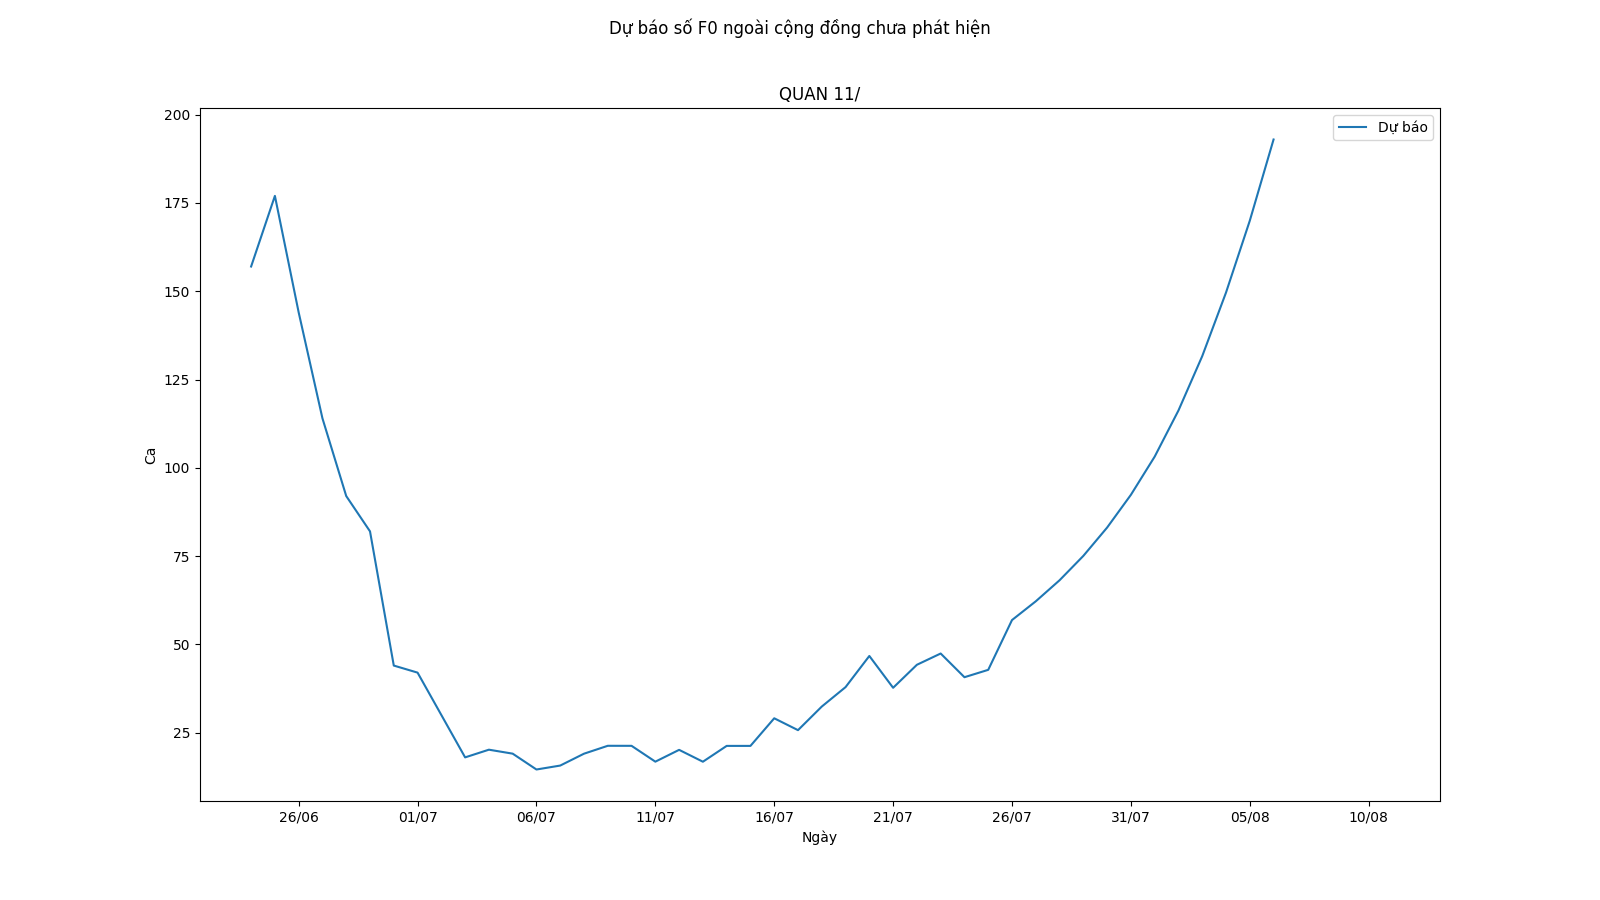 Dự báo số F0 ngoài cộng đồng chưa phát hiện
QUAN 11/
Dự báo
200
175
150
125
100
75
50
25
Ca
26/06 01/07 06/07 11/07 16/07 21/07 26/07 31/07 05/08 10/08
Ngày